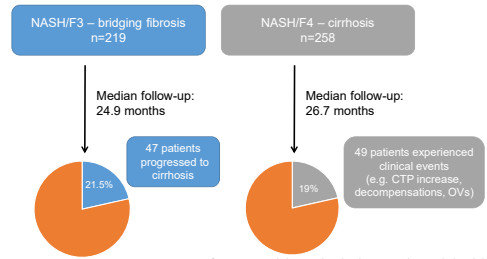 NASH/F3 – bridging fibrosis
n=219
NASH/F4 – cirrhosis
n=258
Median follow-up:
24.9 months
Median follow-up:
26.7 months
47 patients
progressed to
cirrhosis
21.5%
49 patients experienced
clinical events
(e.g. CTP increase,
decompensations, OVs)
19%